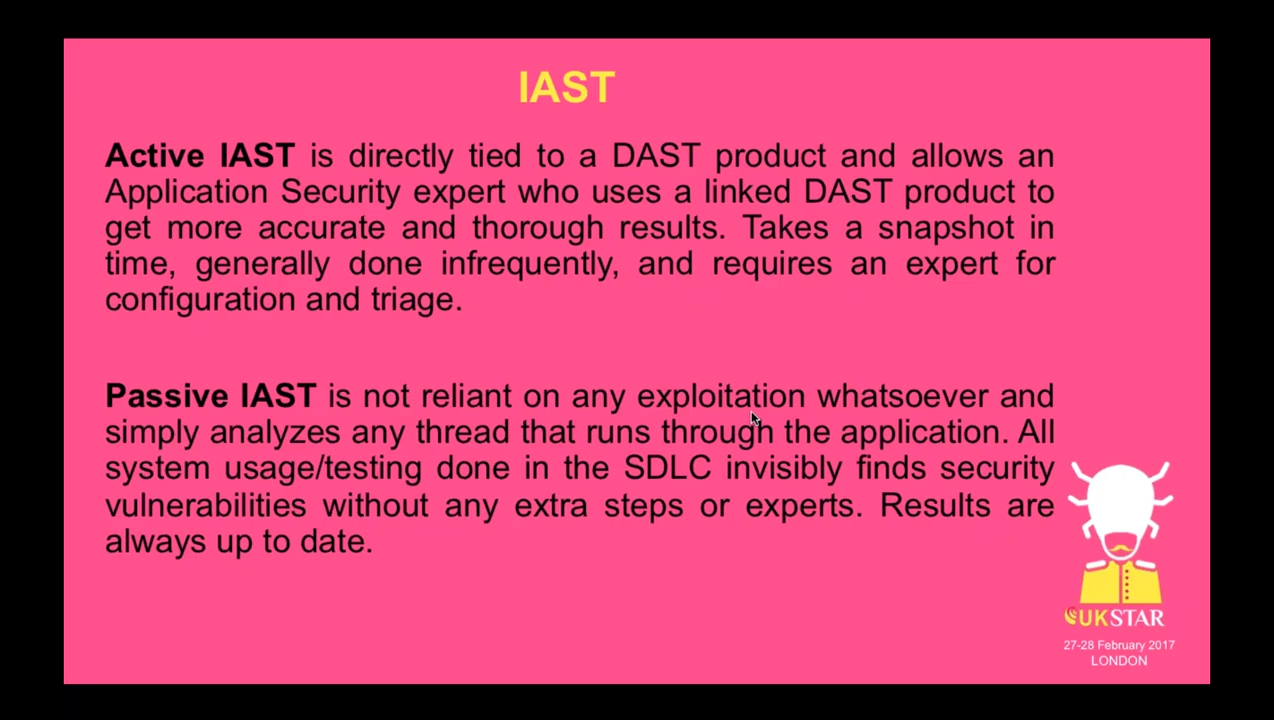 IAST
Active IAST is directly tied to a DAST product and allows an
Application Security expert who uses a linked DAST product to
get more accurate and thorough results. Takes a snapshot in
time, generally done infrequently, and requires an expert for
configuration and triage.
Passive IAST is not reliant on any exploitation whatsoever and
simply analyzes any thread that runs through the application. All
system usage/testing done in the SDLC invisibly finds security
vulnerabilities without any extra steps or experts. Results are
always up to date.
UKSTAR
27-28 February 2017
LONDON